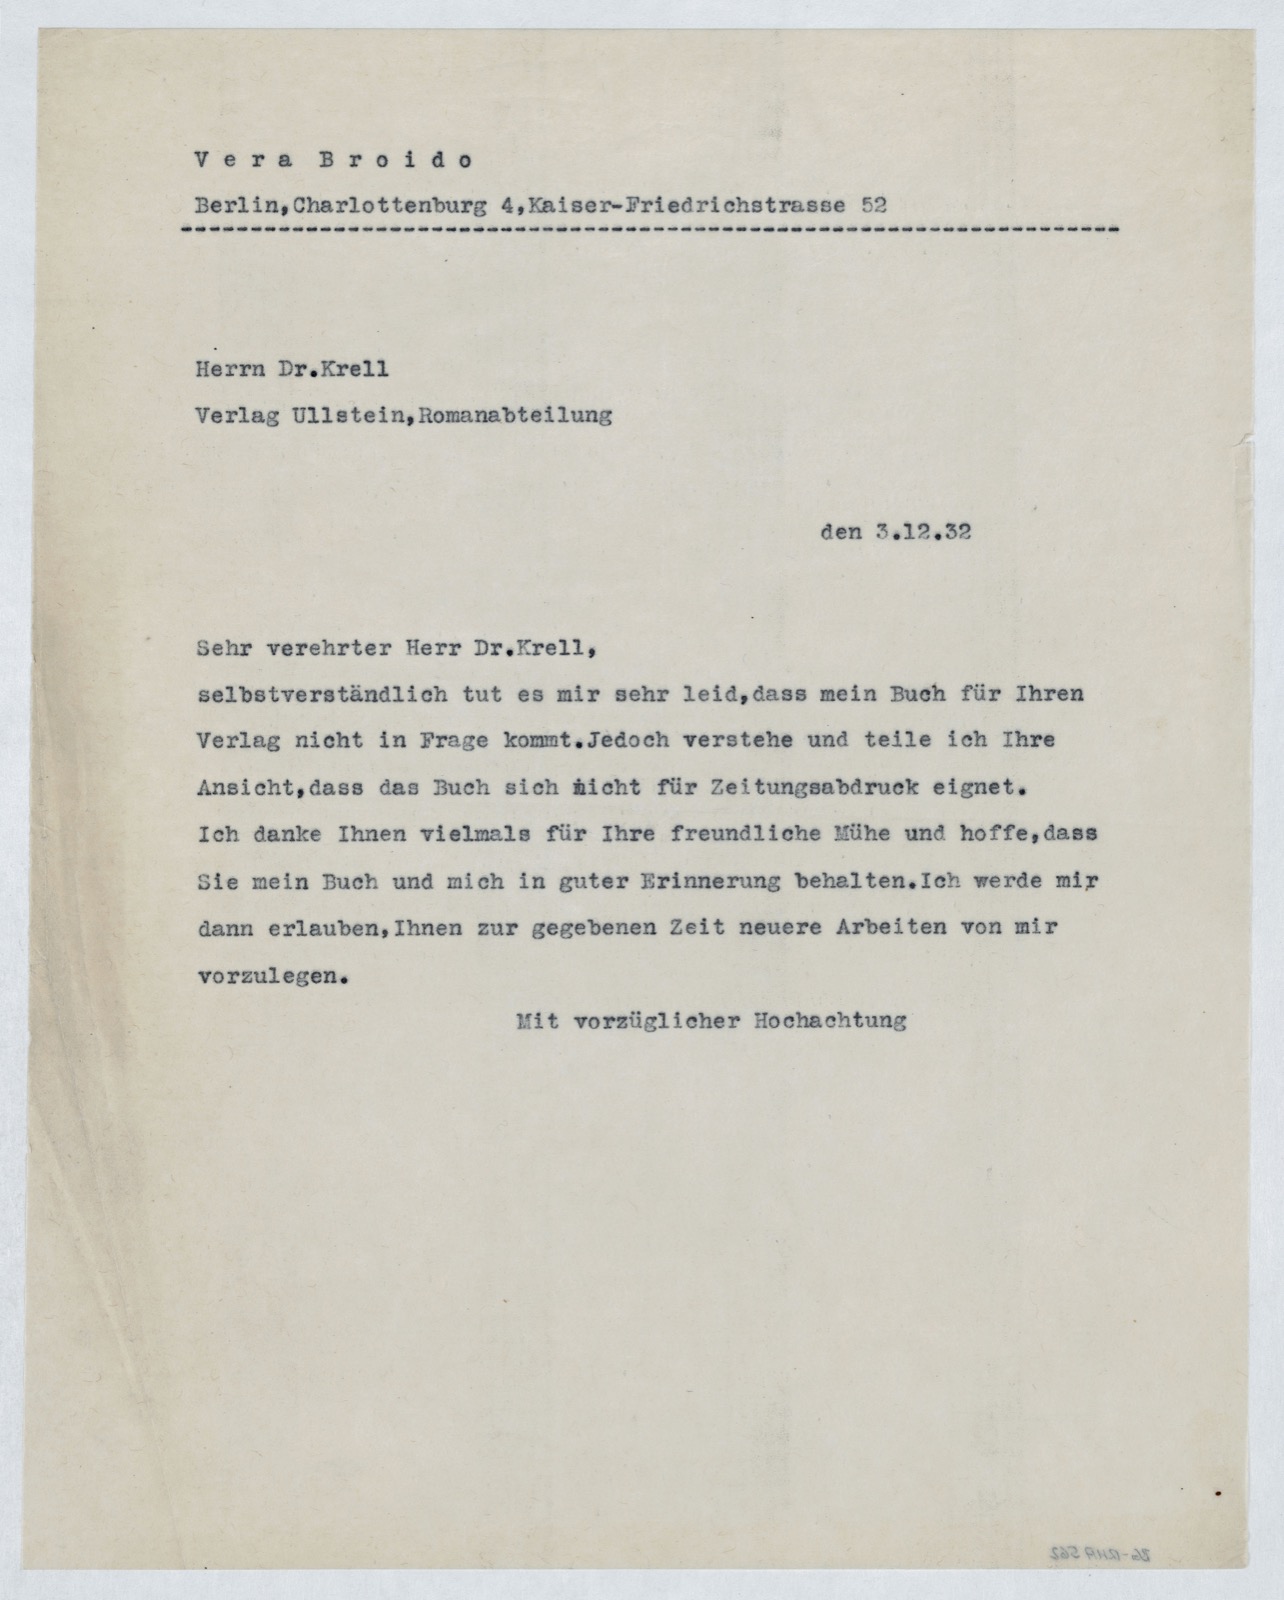 V e r a  B r o i d o
Berlin,Charlottenburg 4,Kaiser-Friedrichstrasse 52
Herrn Dr.Krell
Verlag Ullstein,Romanabteilung
den 3.12.32
Sehr verehrter Herr Dr.Krell,
selbstverständlich tut es mir sehr leid,dass mein Buch für Ihren
Verlag nicht in Frage kommt.Jedoch verstehe und teile ich Ihre
Ansicht,dass das Buch sich nicht für Zeitungsabdruck eignet.
Ich danke Ihnen vielmals für Ihre freundliche Mühe und hoffe,dass
Sie mein Buch und mich in guter Erinnerung behalten.Ich werde mir
dann erlauben,Ihnen zur gegebenen Zeit neuere Arbeiten von mir
vorzulegen.
Mit vorzüglicher Hochachtung